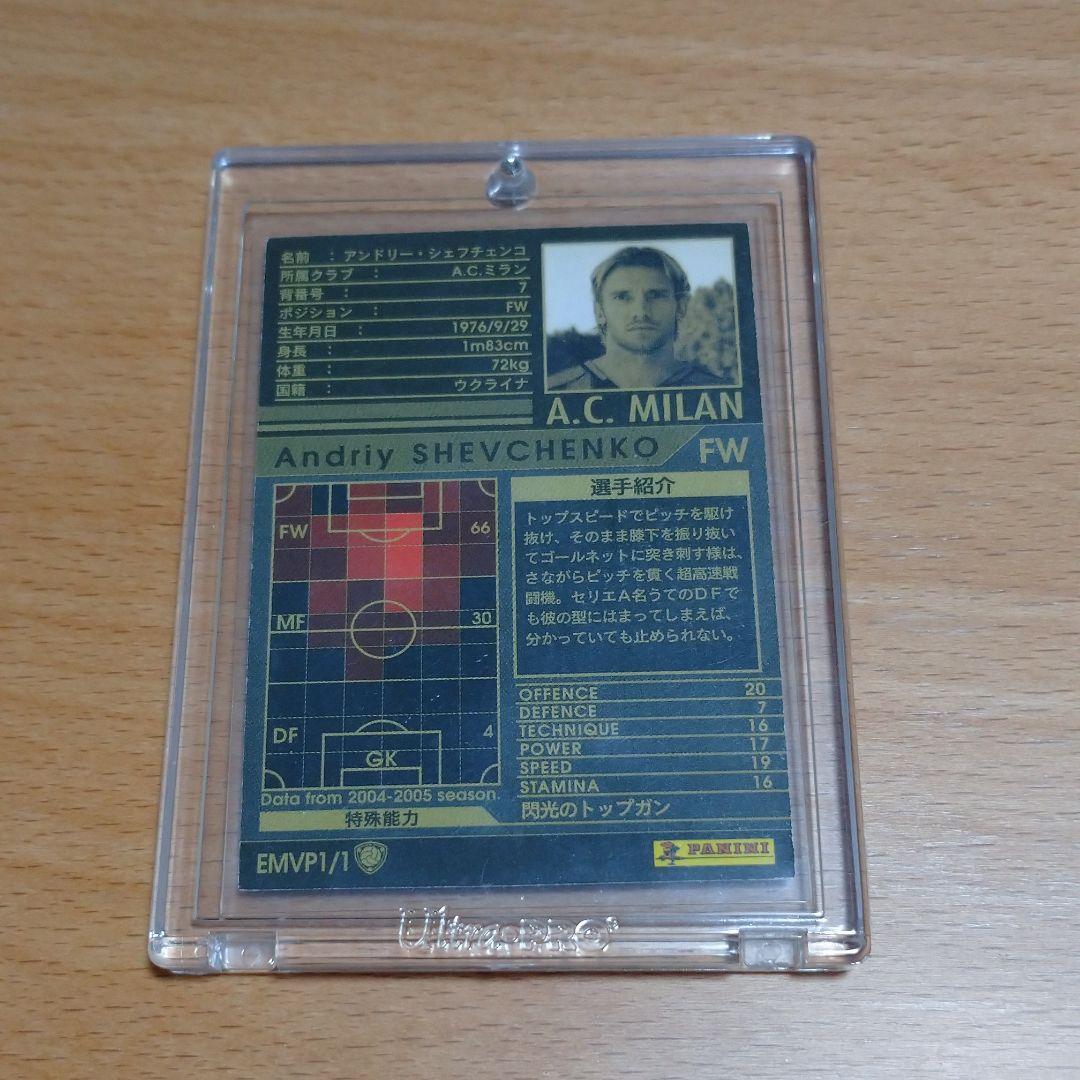 名前 ： アンドリー・シェフチェンコ
所属クラブ ： A.C.ミラン
背番号 ： 7
ポジション ： FW
生年月日 ： 1976/9/29
身長 ： 1m83cm
体重 ： 72kg
国籍 ： ウクライナ
A.C. MILAN
Andriy SHEVCHENKO FW
FW 66
MF 30
DF 4
GK
Data from 2004-2005 season.
選手紹介
トップスピードでピッチを駆け
抜け、そのまま膝下を振り抜い
てゴールネットに突き刺す様は、
さながらピッチを貫く超高速戦
闘機。セリエA名うてのDFで
も彼の型にはまってしまえば、
分かっていても止められない。
OFFENCE 20
DEFENCE 7
TECHNIQUE 16
POWER 17
SPEED 19
STAMINA 16
特殊能力 閃光のトップガン
EMVP1/1
PANINI
Ultra•PRO®